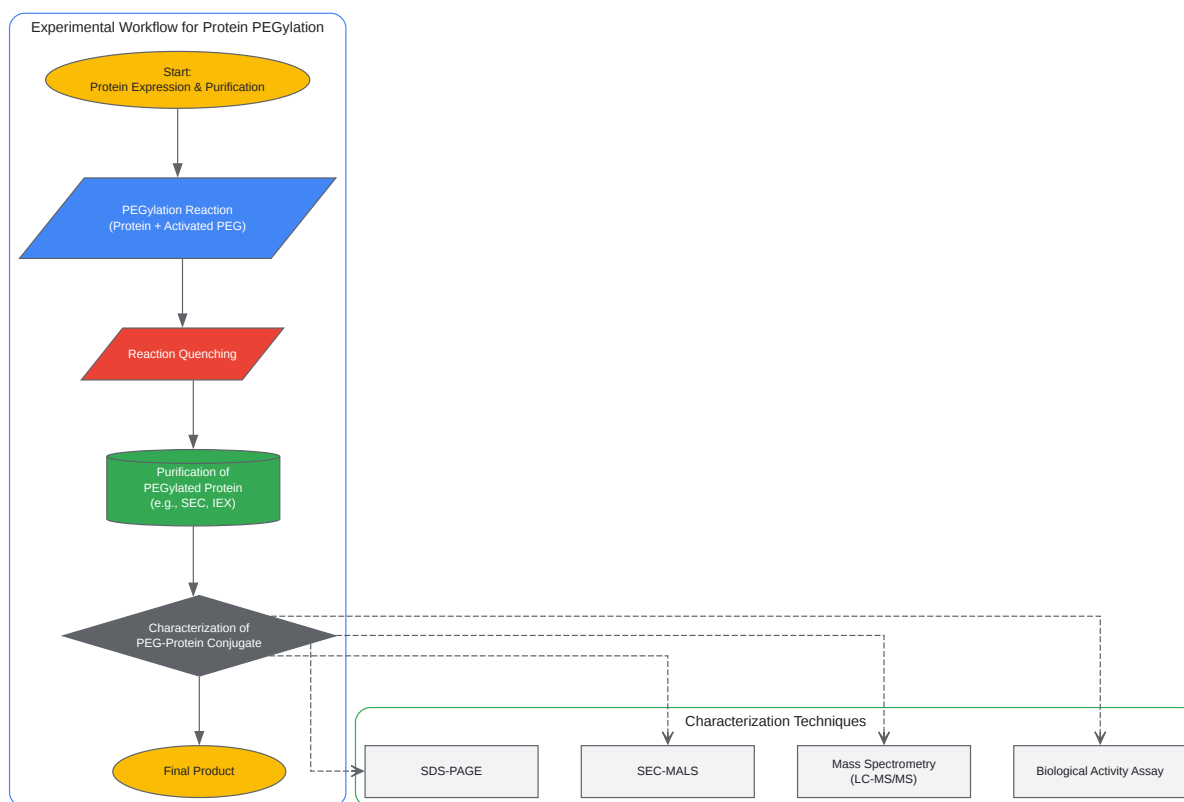 Experimental Workflow for Protein PEGylation
Start:
Protein Expression & Purification
PEGylation Reaction
(Protein + Activated PEG)
Reaction Quenching
Purification of
PEGylated Protein
(e.g., SEC, IEX)
Characterization of
PEG-Protein Conjugate
Final Product
Characterization Techniques
SDS-PAGE
SEC-MALS
Mass Spectrometry
(LC-MS/MS)
Biological Activity Assay